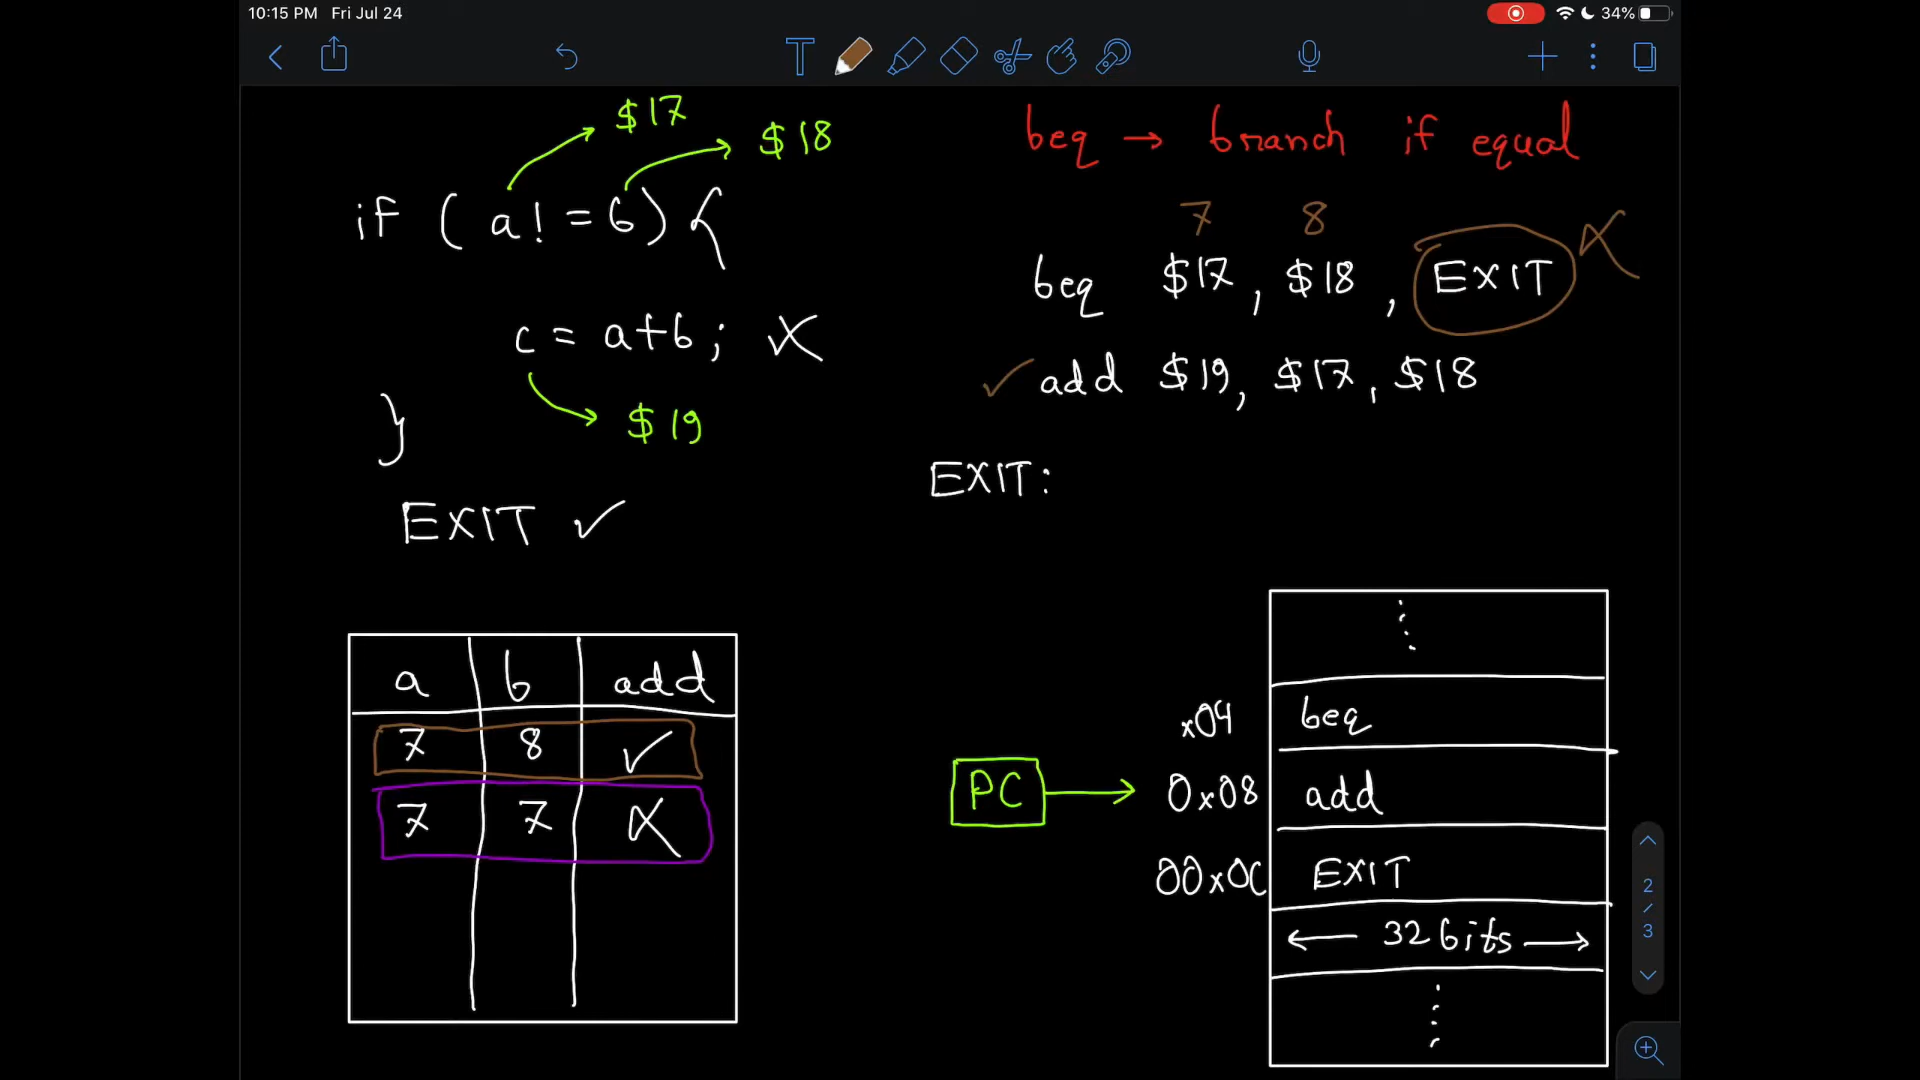 10:15 PM Fri Jul 24
34%
$17
$18
if ( a! = b) {
c = a+b;
$19
}
EXIT
beq → branch if equal
7 8
beq $17, $18, EXIT
add $19, $17, $18
EXIT:
a b add
7 8
7 7
PC
x04 beq
0x08 add
00x0C EXIT
← 32 bits →
2
/
3